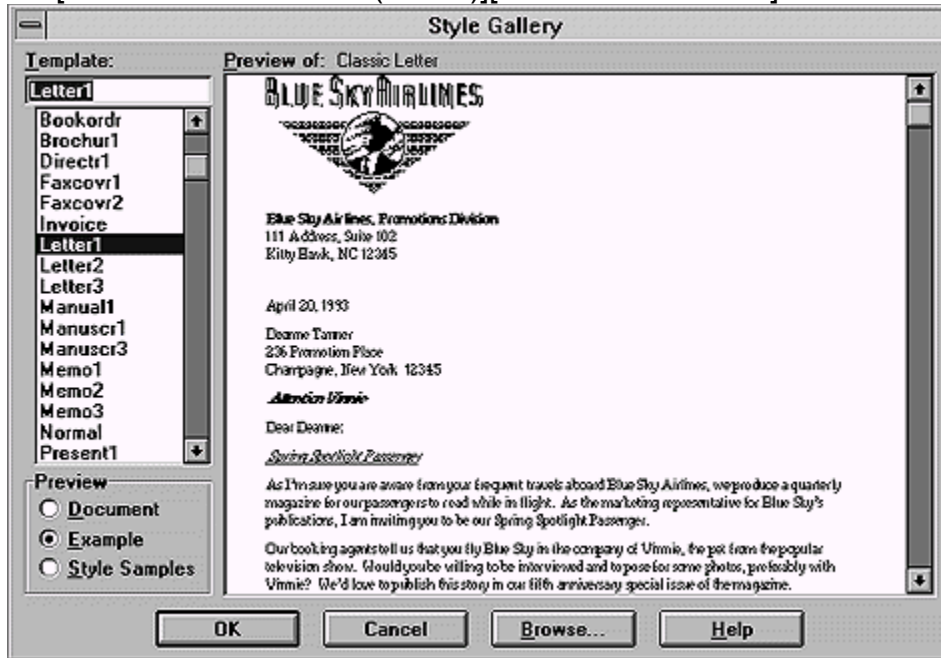 Style Gallery
Template:
Letter1
Bookordr
Brochur1
Directr1
Faxcovr1
Faxcovr2
Invoice
Letter1
Letter2
Letter3
Manual1
Manuscr1
Manuscr3
Memo1
Memo2
Memo3
Normal
Present1
Preview
Document
Example
Style Samples
Preview of: Classic Letter
BLUE SKY AIRLINES
Blue Sky Airlines, Promotions Division
111 Address, Suite 102
Kitty Hawk, NC 12345
April 20, 1993
Deanne Tanner
236 Promotion Place
Champagne, New York 12345
Attention Vinnie
Dear Deanne:
Spring Spotlight Passenger
As I'm sure you are aware from your frequent travels aboard Blue Sky Airlines, we produce a quarterly
magazine for our passengers to read while in flight. As the marketing representative for Blue Sky's
publications, I am inviting you to be our Spring Spotlight Passenger.
Our booking agents tell us that you fly Blue Sky in the company of Vinnie, the pet from the popular
television show. Would you be willing to be interviewed and to pose for some photos, preferably with
Vinnie? We'd love to publish this story in our fifth anniversary special issue of the magazine.
OK Cancel Browse... Help